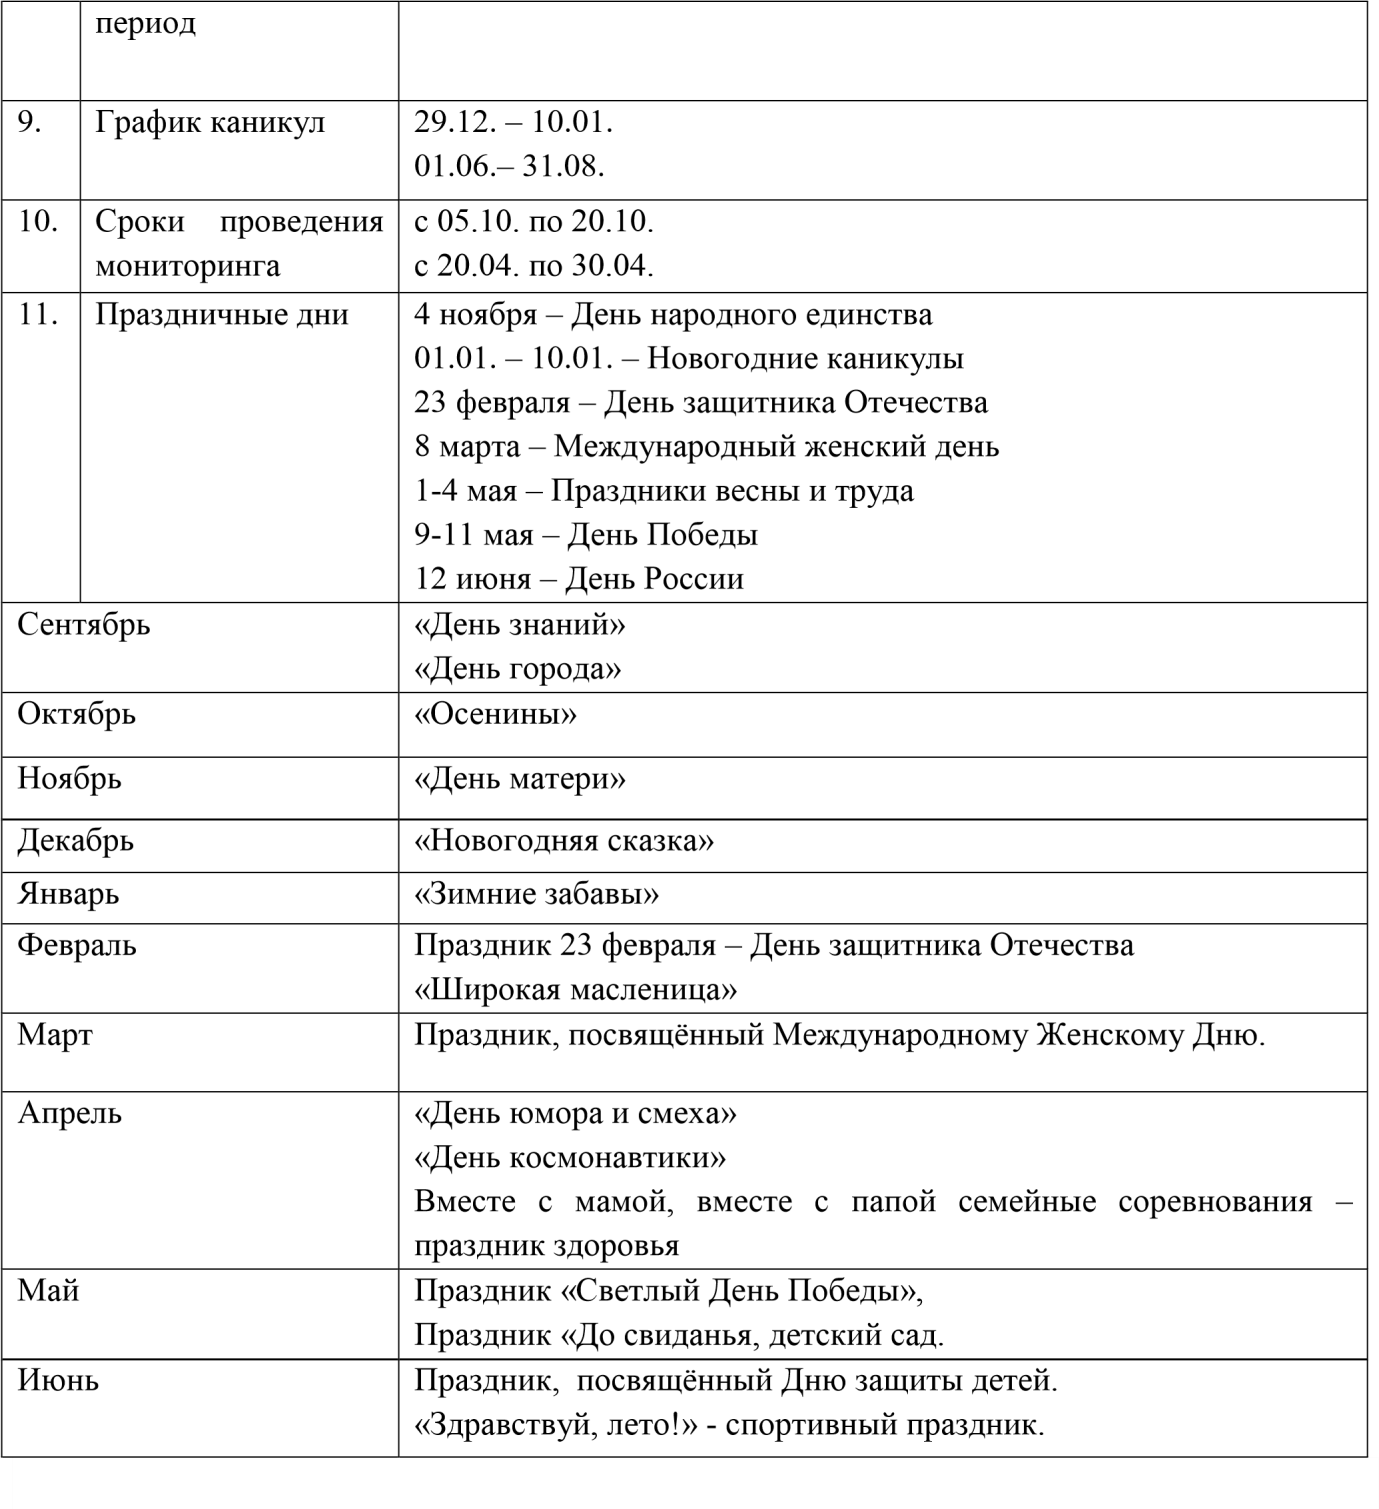 период
9. График каникул 29.12. – 10.01.
01.06.– 31.08.
10. Сроки проведения с 05.10. по 20.10.
мониторинга с 20.04. по 30.04.
11. Праздничные дни 4 ноября – День народного единства
01.01. – 10.01. – Новогодние каникулы
23 февраля – День защитника Отечества
8 марта – Международный женский день
1-4 мая – Праздники весны и труда
9-11 мая – День Победы
12 июня – День России
Сентябрь «День знаний»
«День города»
Октябрь «Осенины»
Ноябрь «День матери»
Декабрь «Новогодняя сказка»
Январь «Зимние забавы»
Февраль Праздник 23 февраля – День защитника Отечества
«Широкая масленица»
Март Праздник, посвящённый Международному Женскому Дню.
Апрель «День юмора и смеха»
«День космонавтики»
Вместе с мамой, вместе с папой семейные соревнования –
праздник здоровья
Май Праздник «Светлый День Победы»,
Праздник «До свиданья, детский сад.
Июнь Праздник, посвящённый Дню защиты детей.
«Здравствуй, лето!» - спортивный праздник.